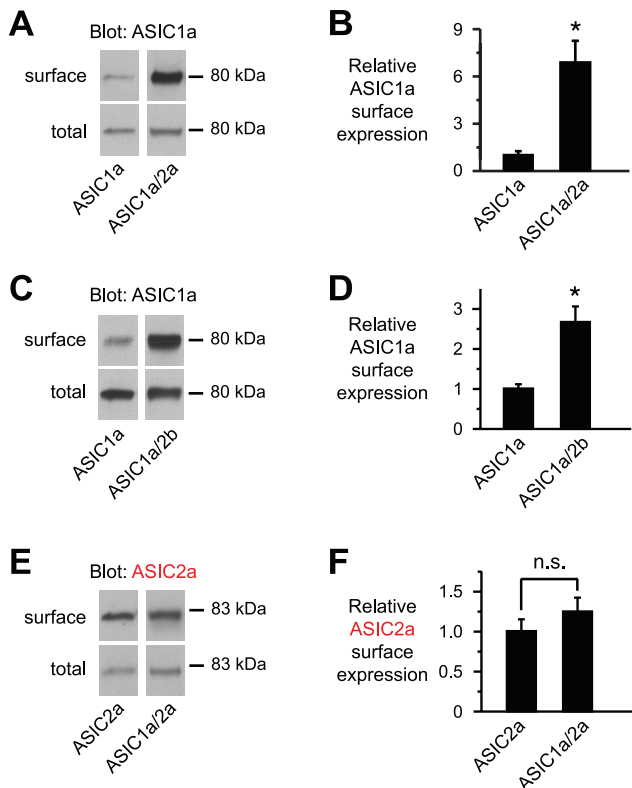 A
Blot: ASIC1a
surface
80 kDa
total
80 kDa
ASIC1a
ASIC1a/2a
B
Relative
ASIC1a
surface
expression
9
6
3
0
*
ASIC1a
ASIC1a/2a
C
Blot: ASIC1a
surface
80 kDa
total
80 kDa
ASIC1a
ASIC1a/2b
D
Relative
ASIC1a
surface
expression
3
2
1
0
*
ASIC1a
ASIC1a/2b
E
Blot: ASIC2a
surface
83 kDa
total
83 kDa
ASIC2a
ASIC1a/2a
F
Relative
ASIC2a
surface
expression
1.5
1.0
0.5
0
n.s.
ASIC2a
ASIC1a/2a